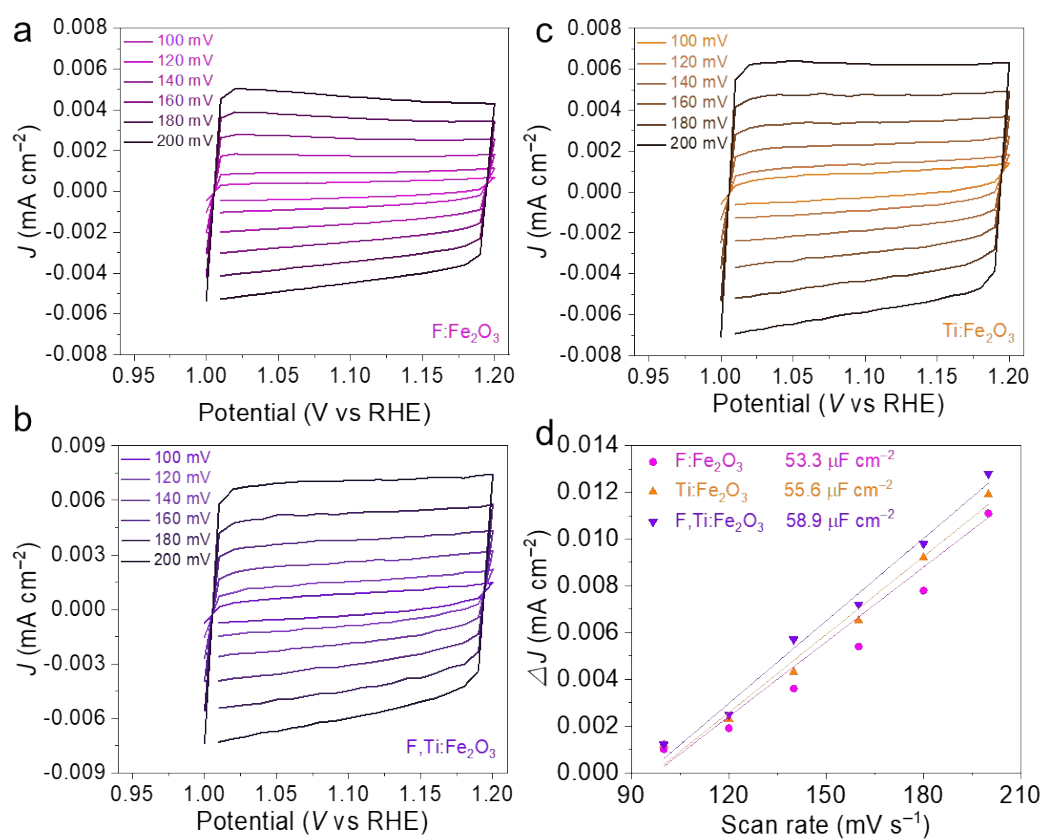 a
0.008
0.006
0.004
0.002
0.000
-0.002
-0.004
-0.006
-0.008
J (mA cm⁻²)
100 mV
120 mV
140 mV
160 mV
180 mV
200 mV
F:Fe₂O₃
0.95 1.00 1.05 1.10 1.15 1.20
Potential (V vs RHE)
c
0.008
0.006
0.004
0.002
0.000
-0.002
-0.004
-0.006
-0.008
J (mA cm⁻²)
100 mV
120 mV
140 mV
160 mV
180 mV
200 mV
Ti:Fe₂O₃
0.95 1.00 1.05 1.10 1.15 1.20
Potential (V vs RHE)
b
0.009
0.006
0.003
0.000
-0.003
-0.006
-0.009
J (mA cm⁻²)
100 mV
120 mV
140 mV
160 mV
180 mV
200 mV
F,Ti:Fe₂O₃
0.95 1.00 1.05 1.10 1.15 1.20
Potential (V vs RHE)
d
0.014
0.012
0.010
0.008
0.006
0.004
0.002
0.000
△J (mA cm⁻²)
F:Fe₂O₃ 53.3 μF cm⁻²
Ti:Fe₂O₃ 55.6 μF cm⁻²
F,Ti:Fe₂O₃ 58.9 μF cm⁻²
90 120 150 180 210
Scan rate (mV s⁻¹)